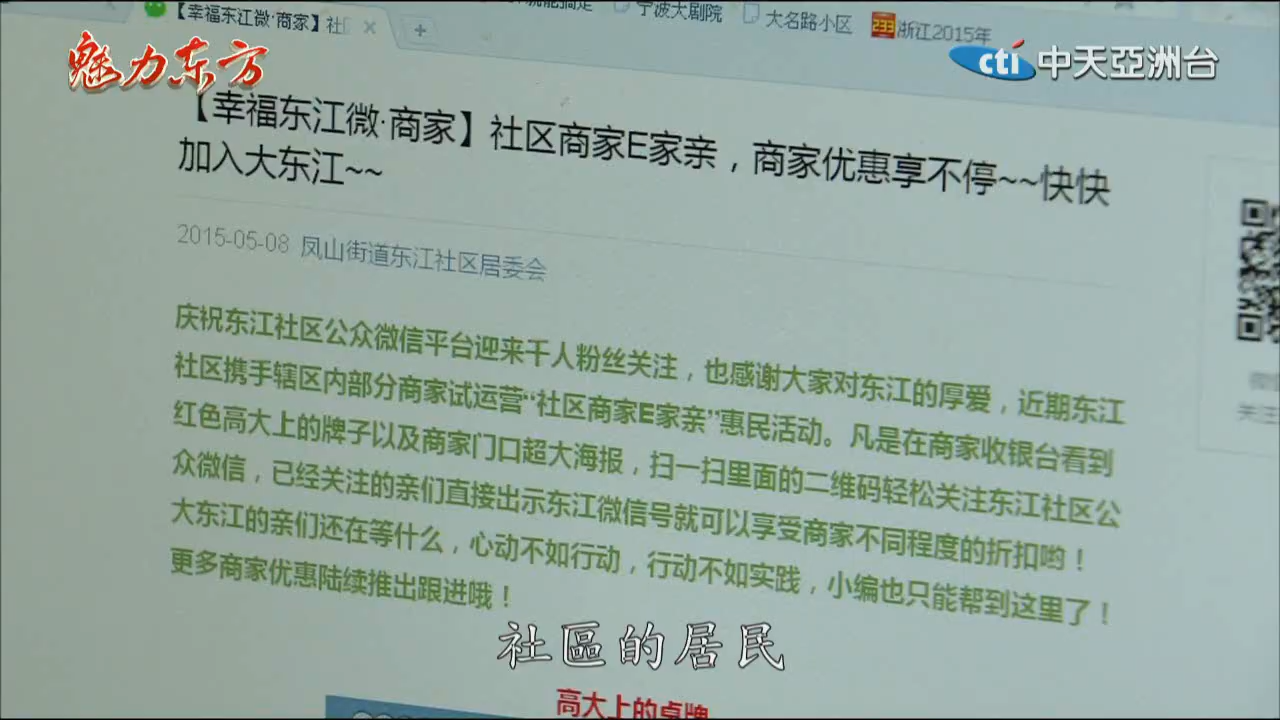 【幸福东江微·商家】社区
宁波大剧院
大名路小区
233 浙江2015年
魅力东方
cti 中天亞洲台
【幸福东江微·商家】社区商家E家亲，商家优惠享不停~~快快
加入大东江~~
2015-05-08 凤山街道东江社区居委会
庆祝东江社区公众微信平台迎来千人粉丝关注，也感谢大家对东江的厚爱，近期东江
社区携手辖区内部分商家试运营“社区商家E家亲”惠民活动。凡是在商家收银台看到
红色高大上的牌子以及商家门口超大海报，扫一扫里面的二维码轻松关注东江社区公
众微信，已经关注的亲们直接出示东江微信号就可以享受商家不同程度的折扣哟！
大东江的亲们还在等什么，心动不如行动，行动不如实践，小编也只能帮到这里了！
更多商家优惠陆续推出跟进哦！
社區的居民
高大上的桌牌